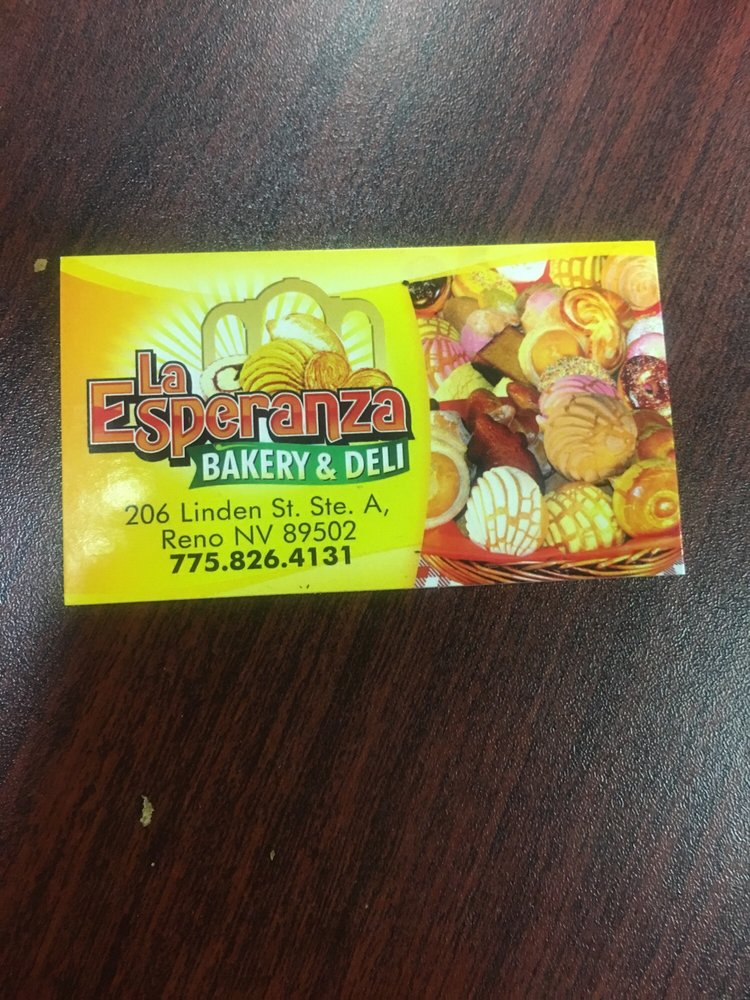 La
Esperanza
BAKERY & DELI
206 Linden St. Ste. A,
Reno NV 89502
775.826.4131